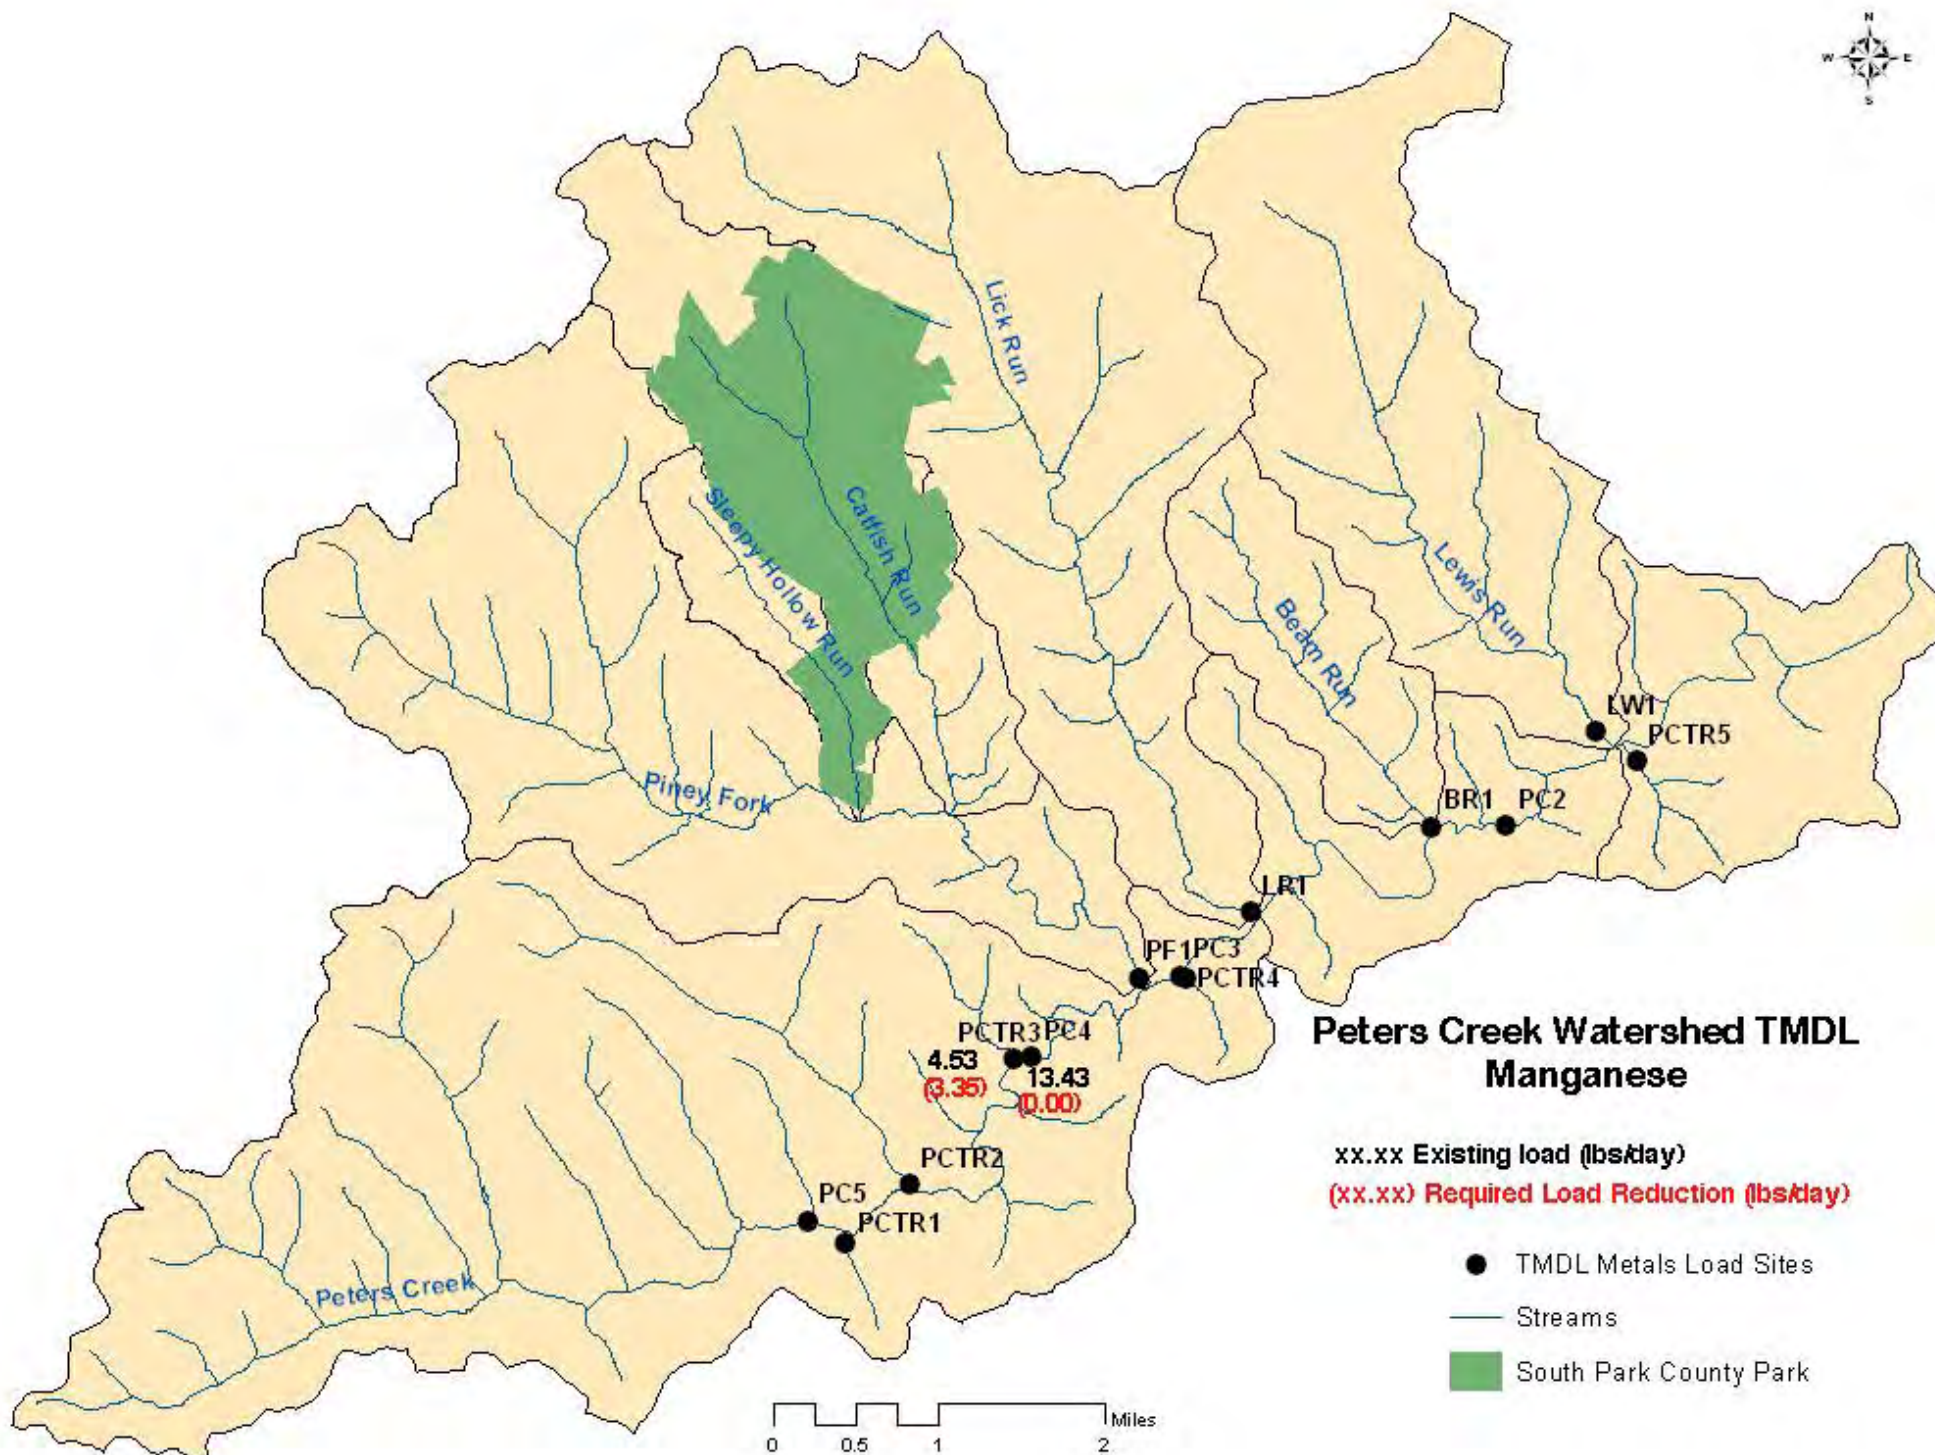 N
W E
S
Lick Run
Sleepy Hollow Run
Catfish Run
Lewis Run
Beam Run
LW1
PCTR5
Piney Fork
BR1
PC2
LR1
PF1
PC3
PCTR4
PCTR3
PC4
4.53
(3.35)
13.43
(0.00)
PCTR2
PC5
PCTR1
Peters Creek
Peters Creek Watershed TMDL
Manganese
xx.xx Existing load (lbs/day)
(xx.xx) Required Load Reduction (lbs/day)
TMDL Metals Load Sites
Streams
South Park County Park
Miles
0 0.5 1 2